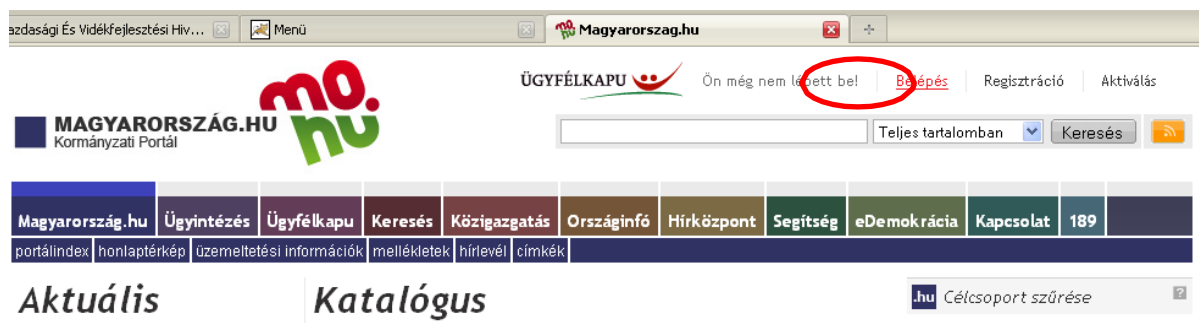 azdasági És Vidékfejlesztési Hiv... Menü Magyarorszag.hu
ÜGYFÉLKAPU Ön még nem lépett be! Belépés Regisztráció Aktiválás
mo.
hu
MAGYARORSZÁG.HU
Kormányzati Portál
Teljes tartalomban Keresés
Magyarország.hu Ügyintézés Ügyfélkapu Keresés Közigazgatás Országinfó Hírközpont Segítség eDemokrácia Kapcsolat 189
portálindex honlaptérkép üzemeltetési információk mellékletek hírlevél címkék
Aktuális Katalógus .hu Célcsoport szűrése ?